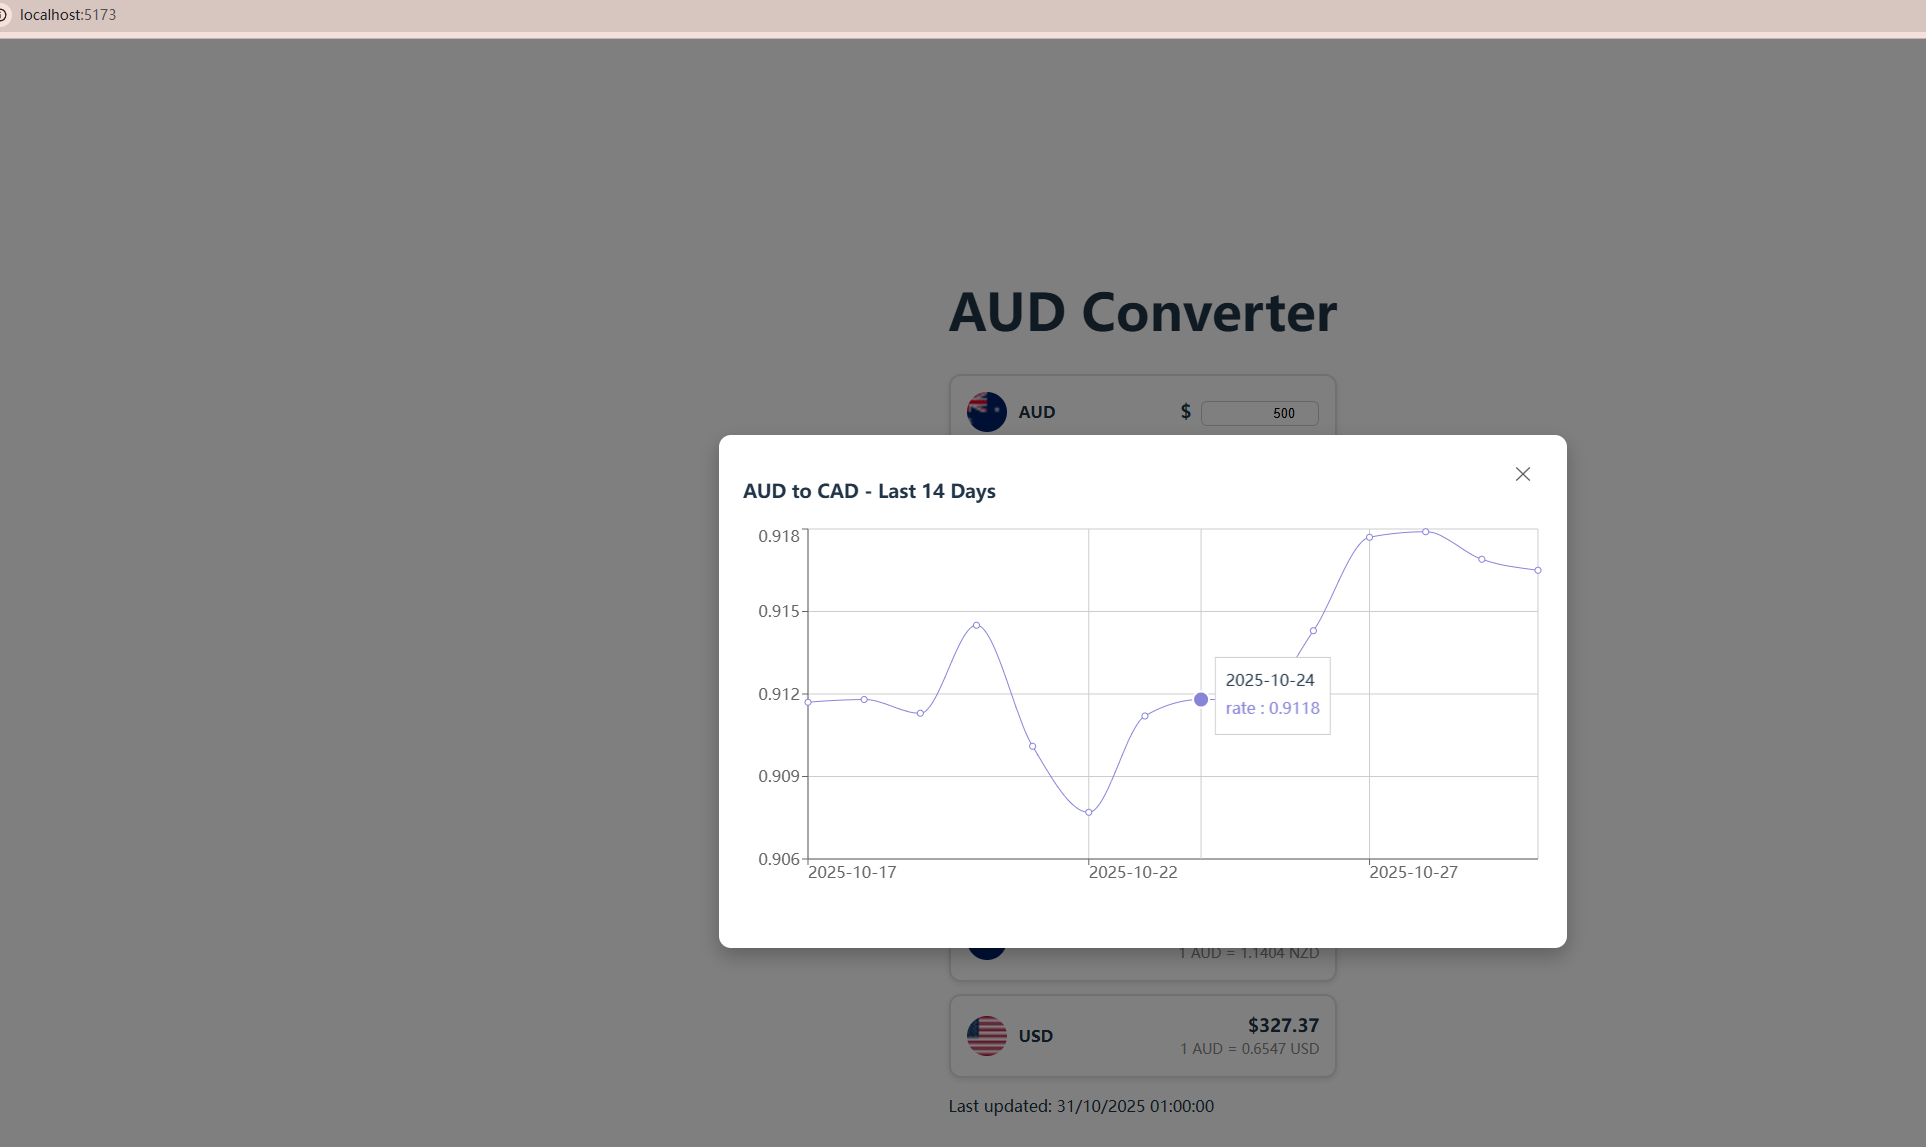 localhost:5173
AUD Converter
AUD $ 500
AUD to CAD - Last 14 Days
0.918
0.915
0.912
0.909
0.906
2025-10-24
rate : 0.9118
2025-10-17 2025-10-22 2025-10-27
1 AUD = 1.1404 NZD
USD $327.37
1 AUD = 0.6547 USD
Last updated: 31/10/2025 01:00:00